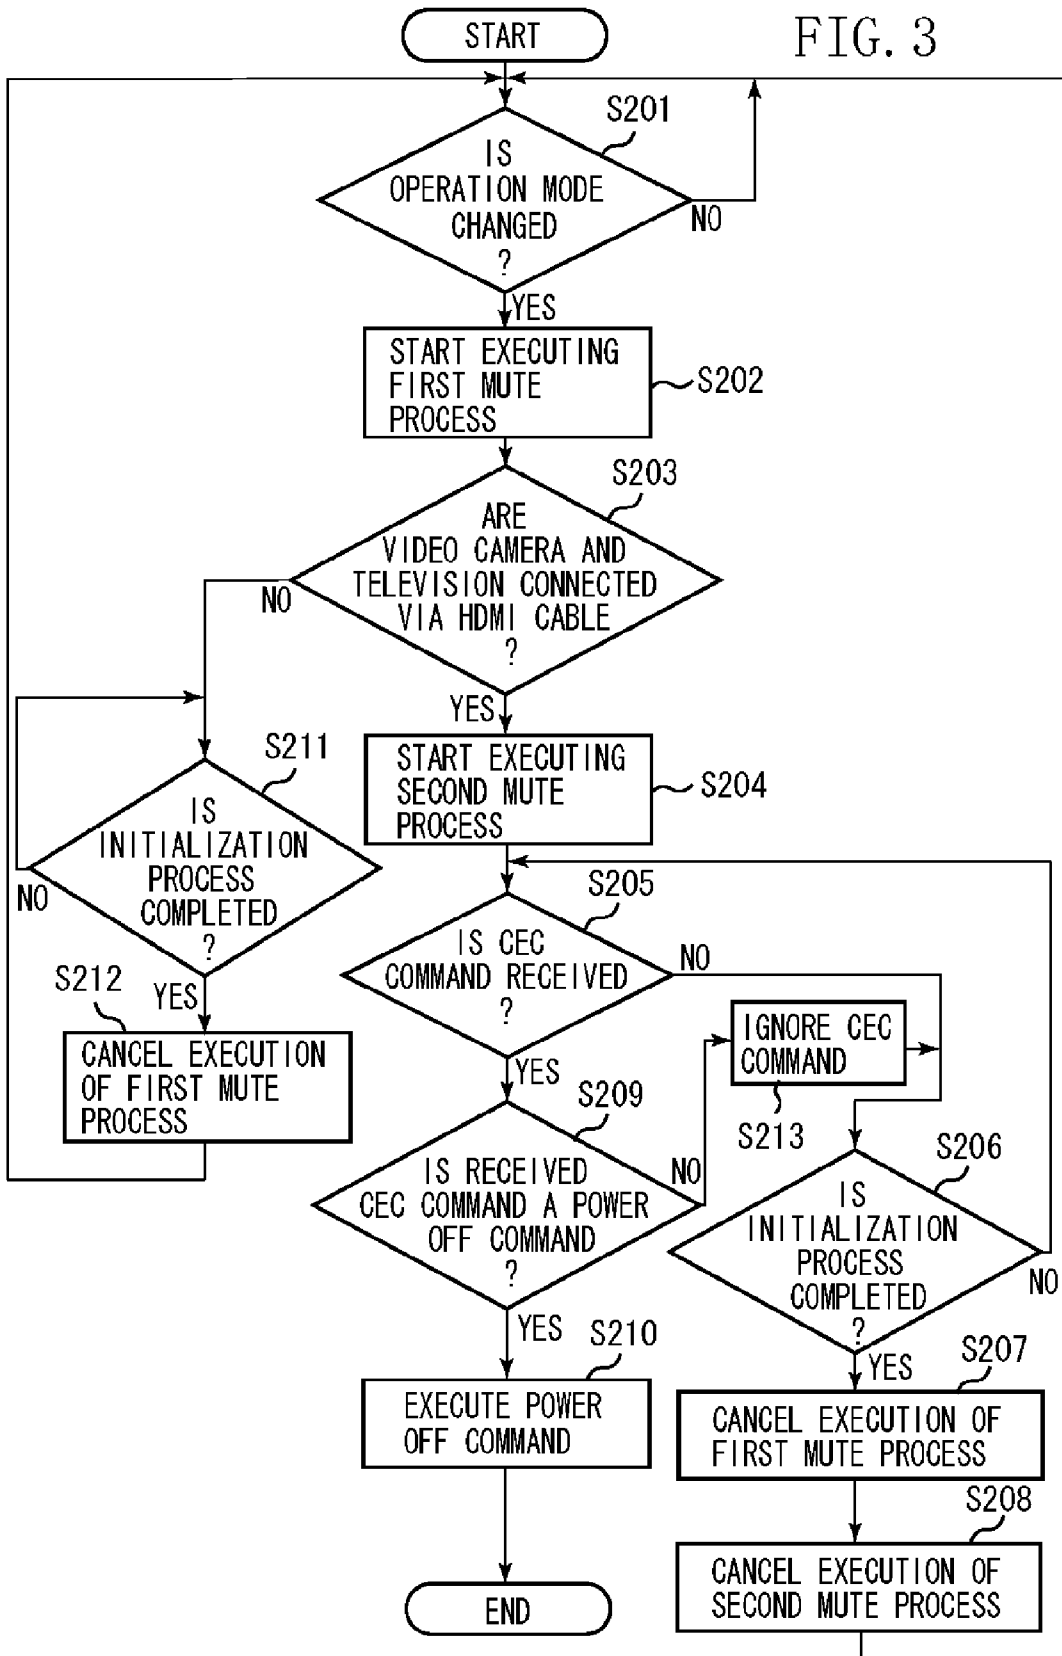 START
FIG. 3
S201
IS
OPERATION MODE
CHANGED
?
NO
YES
START EXECUTING
FIRST MUTE
PROCESS
S202
S203
ARE
VIDEO CAMERA AND
TELEVISION CONNECTED
VIA HDMI CABLE
?
NO
YES
START EXECUTING
SECOND MUTE
PROCESS
S204
S211
IS
INITIALIZATION
PROCESS
COMPLETED
?
NO
YES
S212
CANCEL EXECUTION
OF FIRST MUTE
PROCESS
S205
IS CEC
COMMAND RECEIVED
?
NO
YES
IGNORE CEC
COMMAND
S213
S209
IS RECEIVED
CEC COMMAND A POWER
OFF COMMAND
?
NO
YES
S206
IS
INITIALIZATION
PROCESS
COMPLETED
?
NO
YES
S210
EXECUTE POWER
OFF COMMAND
S207
CANCEL EXECUTION OF
FIRST MUTE PROCESS
S208
CANCEL EXECUTION OF
SECOND MUTE PROCESS
END